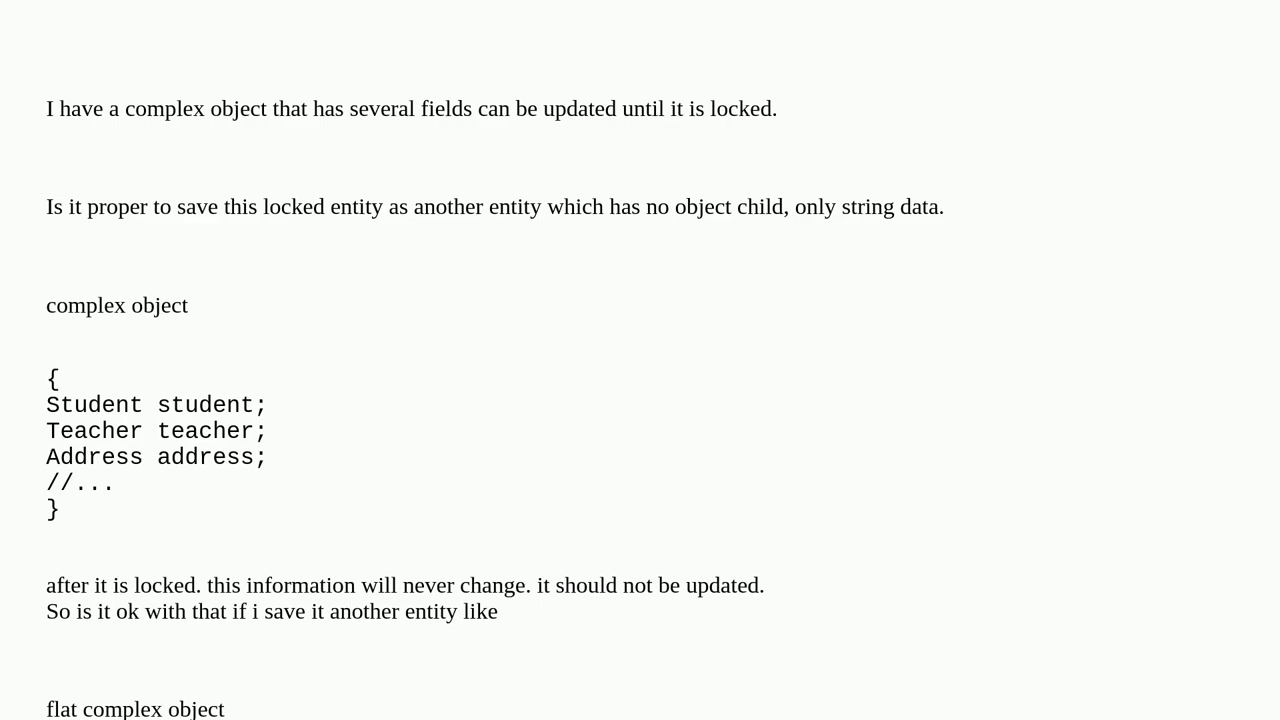 I have a complex object that has several fields can be updated until it is locked.
Is it proper to save this locked entity as another entity which has no object child, only string data.
complex object
{
Student student;
Teacher teacher;
Address address;
//...
}
after it is locked. this information will never change. it should not be updated.
So is it ok with that if i save it another entity like
flat complex object